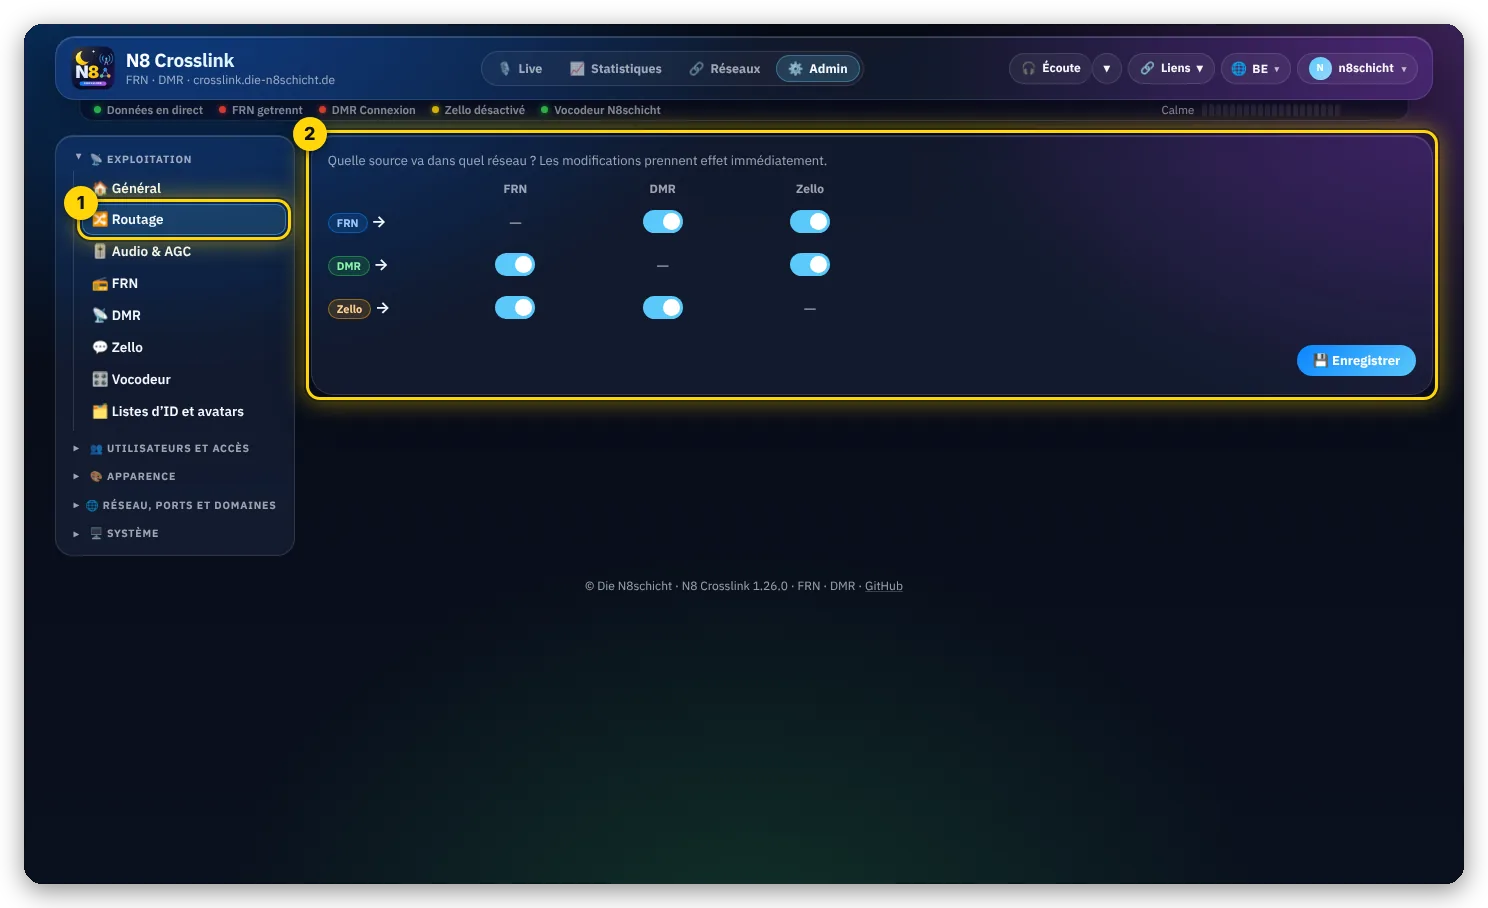 N8 Crosslink
FRN · DMR · crosslink.die-n8schicht.de
Live
Statistiques
Réseaux
Admin
Écoute
Liens
BE
N
n8schicht
Données en direct
FRN getrennt
DMR Connexion
Zello désactivé
Vocodeur N8schicht
Calme
1
2
EXPLOITATION
Général
Routage
Audio & AGC
FRN
DMR
Zello
Vocodeur
Listes d'ID et avatars
UTILISATEURS ET ACCÈS
APPARENCE
RÉSEAU, PORTS ET DOMAINES
SYSTÈME
Quelle source va dans quel réseau ? Les modifications prennent effet immédiatement.
FRN DMR Zello
FRN → —
DMR → —
Zello → —
Enregistrer
© Die N8schicht · N8 Crosslink 1.26.0 · FRN · DMR · GitHub